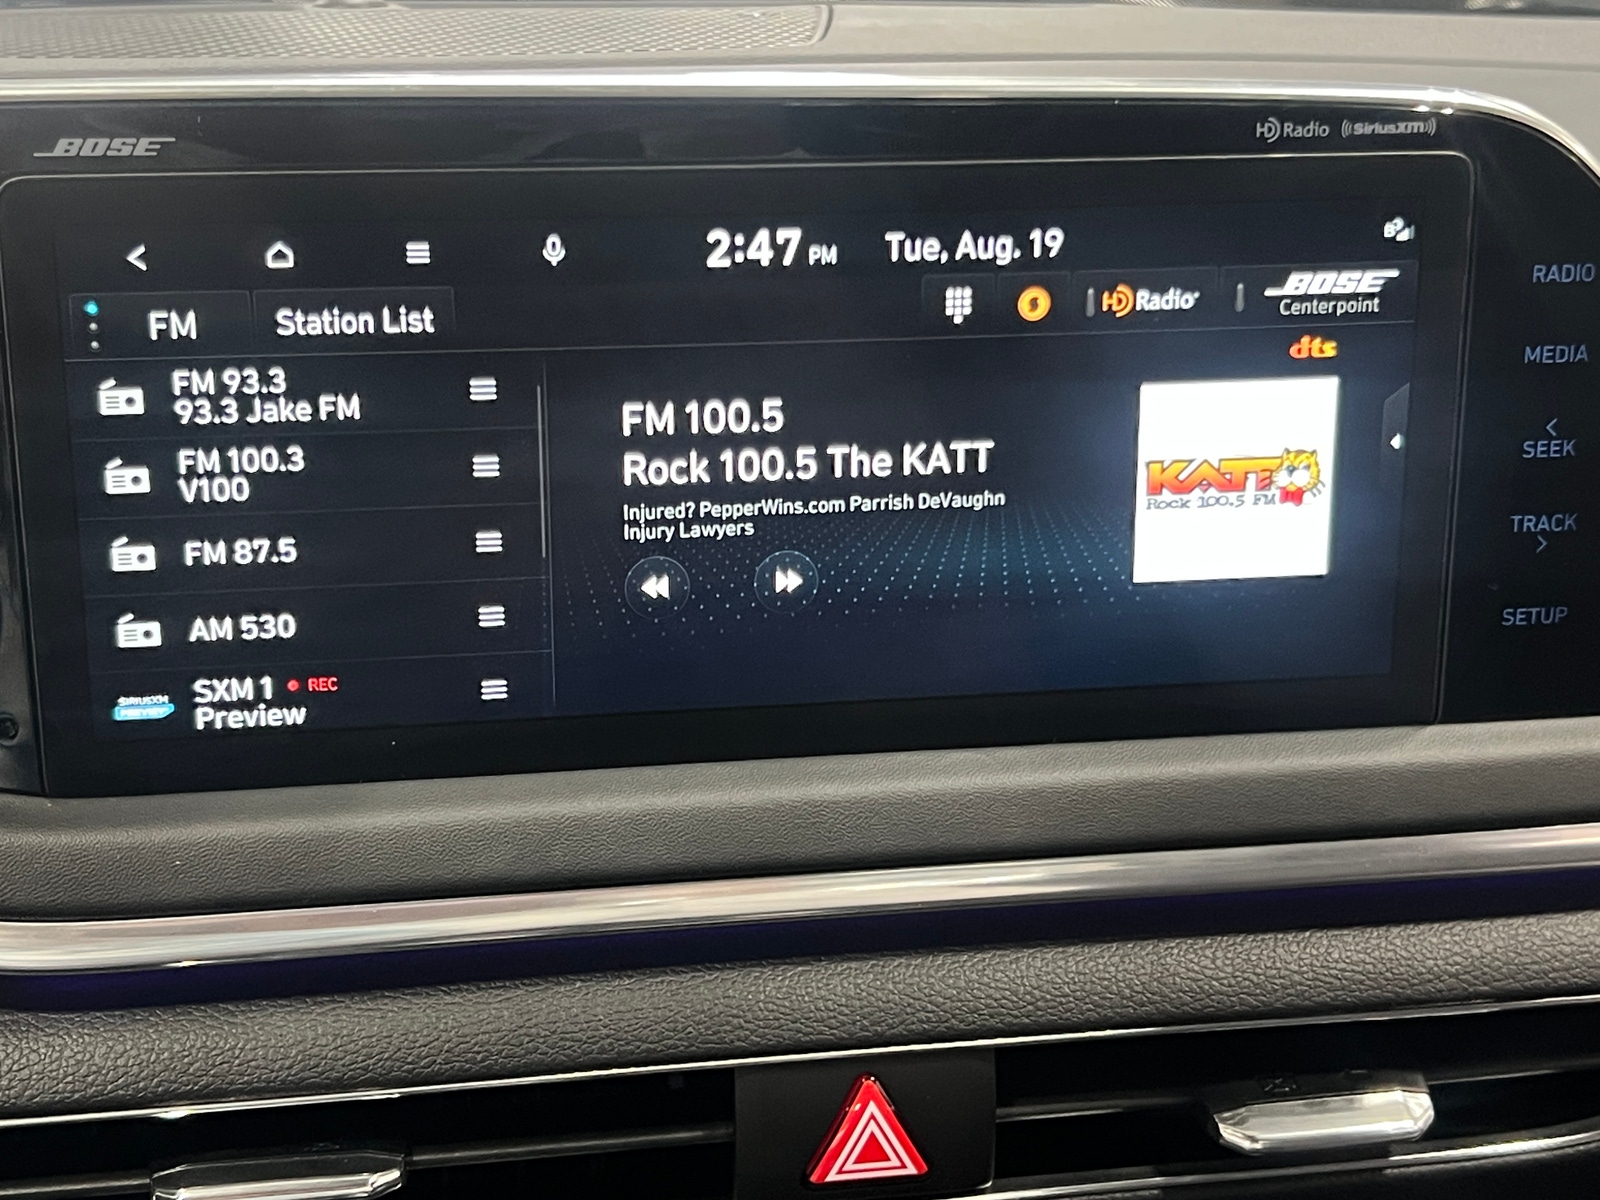 BOSE
HD Radio SiriusXM
2:47 PM Tue, Aug. 19
FM
Station List
HD Radio
BOSE
Centerpoint
dts
FM 93.3
93.3 Jake FM
FM 100.3
V100
FM 87.5
AM 530
SIRIUSXM
PREVIEW
SXM 1 REC
Preview
FM 100.5
Rock 100.5 The KATT
Injured? PepperWins.com Parrish DeVaughn
Injury Lawyers
KATT
Rock 100.5 FM
RADIO
MEDIA
<
SEEK
TRACK
>
SETUP